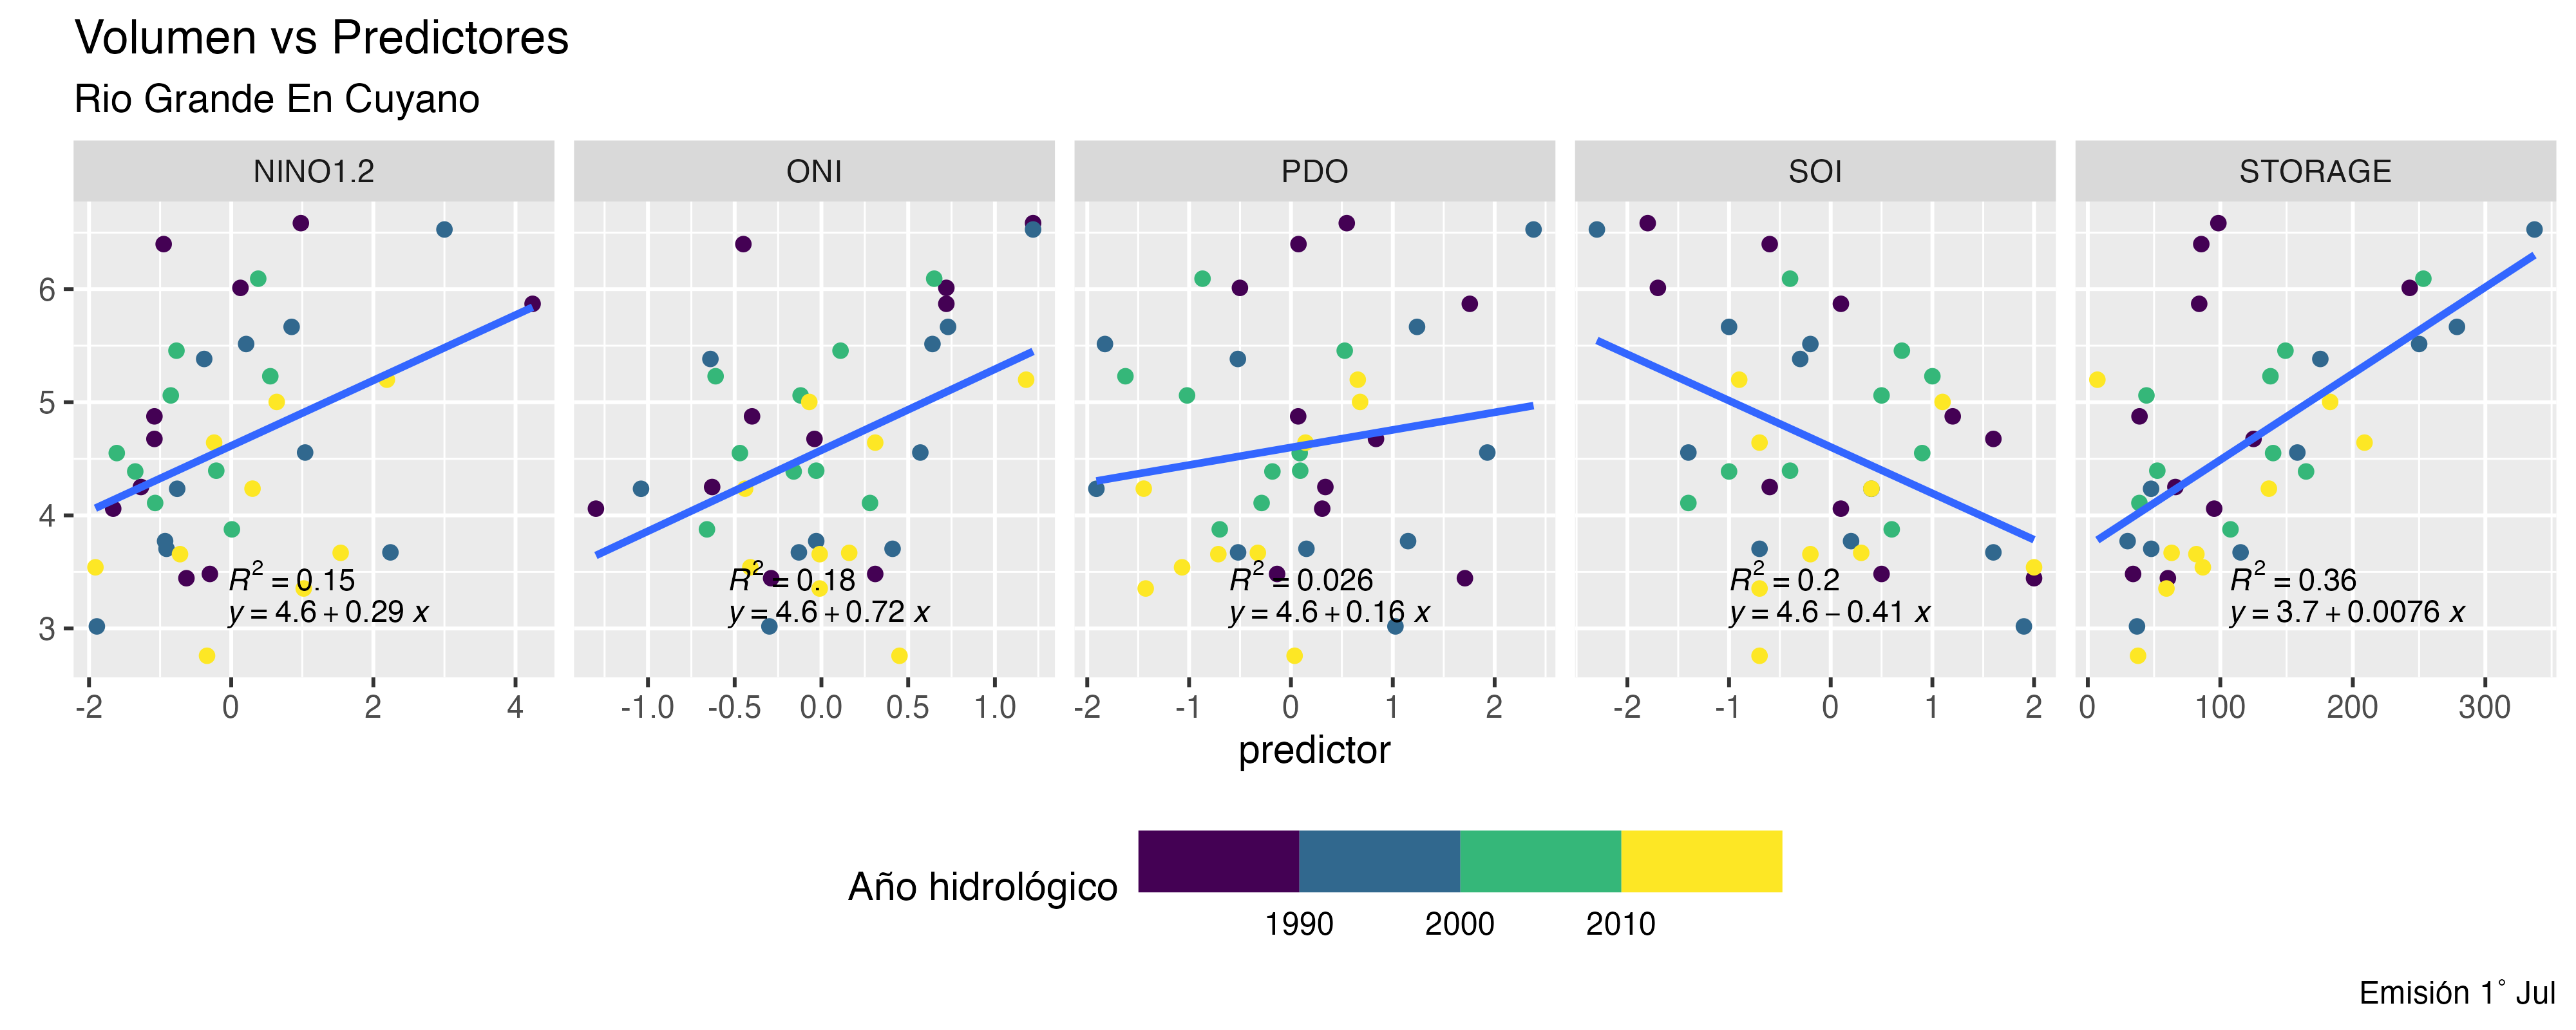 Volumen vs Predictores
Rio Grande En Cuyano
NINO1.2 ONI PDO SOI STORAGE
6
5
4
3
R² = 0.15
y = 4.6 + 0.29 x
R² = 0.18
y = 4.6 + 0.72 x
R² = 0.026
y = 4.6 + 0.16 x
R² = 0.2
y = 4.6 − 0.41 x
R² = 0.36
y = 3.7 + 0.0076 x
-2 0 2 4 -1.0 -0.5 0.0 0.5 1.0 -2 -1 0 1 2 -2 -1 0 1 2 0 100 200 300
predictor
Año hidrológico
1990 2000 2010
Emisión 1° Jul